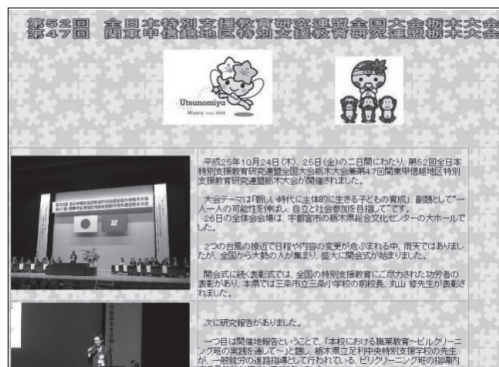 第52回 全日本特別支援教育研究連盟全国大会栃木大会
第47回 関東甲信越地区特別支援教育研究連盟栃木大会
Utsunomiya
Miyary since 2005
平成25年10月24日(木)、25日(金)の二日間にわたり、第52回全日本
特別支援教育研究連盟全国大会栃木大会兼第47回関東甲信越地区特別
支援教育研究連盟栃木大会が開催されました。
大会テーマは「新しい時代に主体的に生きる子どもの育成」、副題として"一
人一人の可能性を伸ばし、自立と社会参加を目指して"です。
26日の全体会会場は、宇都宮市の栃木県総合文化センターの大ホールで
した。
2つの台風の接近で日程や内容の変更が危ぶまれる中、雨天ではありまし
たが、全国から大勢の人が集まり、盛大に開会式が始まりました。
開会式に続く表彰式では、全国の特別支援教育にご尽力された功労者の
表彰があり、本県では三条市立三条小学校の前校長、丸山 修先生が表彰さ
れました。
次に研究報告がありました。
一つ目は開催地報告ということで、「本校における職業教育～ビルクリーニ
ング班の実践を通して～」と題し、栃木県立足利中央特別支援学校の先生
が、一般就労の進路指導として行われている、ビリクリーニング班の指導内